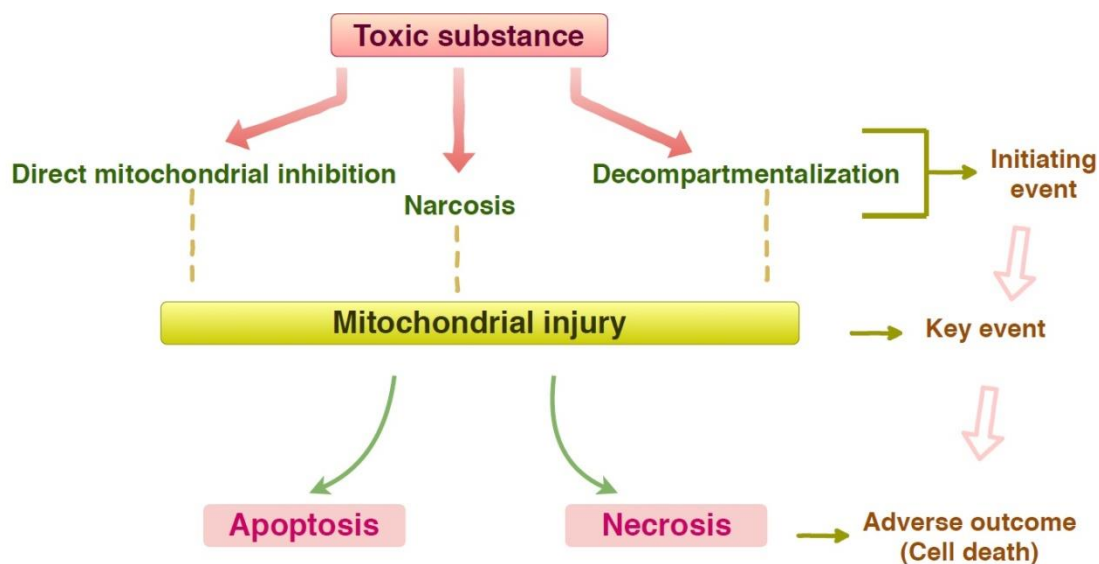 Toxic substance
Direct mitochondrial inhibition
Narcosis
Decompartmentalization
Initiating
event
Mitochondrial injury
Key event
Apoptosis
Necrosis
Adverse outcome
(Cell death)